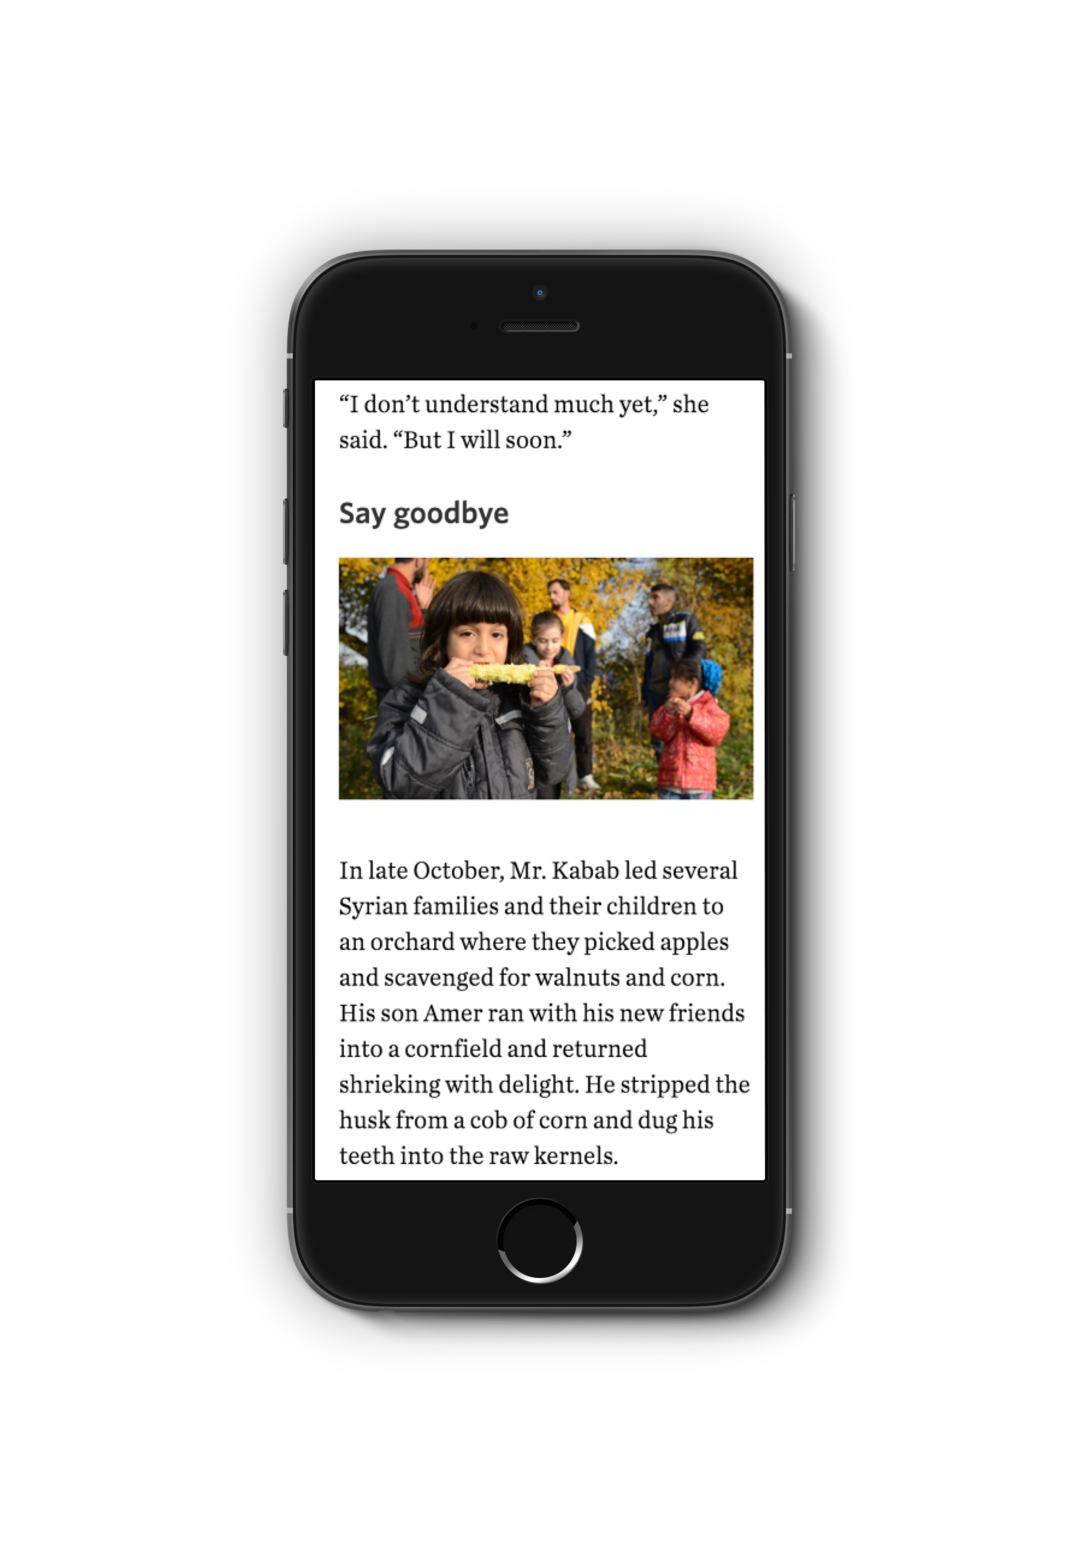 “I don’t understand much yet,” she
said. “But I will soon.”
Say goodbye
In late October, Mr. Kabab led several
Syrian families and their children to
an orchard where they picked apples
and scavenged for walnuts and corn.
His son Amer ran with his new friends
into a cornfield and returned
shrieking with delight. He stripped the
husk from a cob of corn and dug his
teeth into the raw kernels.